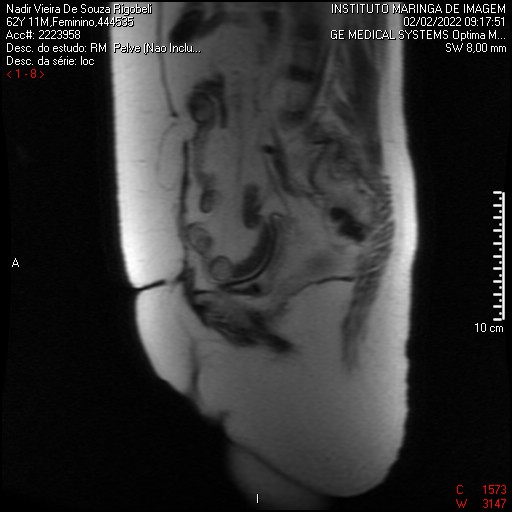 Nadir Vieira De Souza Rigobeli
62Y 11M,Feminino,444535
Acc#: 2223958
Desc. do estudo: RM Pelve (Nao Inclu...
Desc. da série: loc
< 1 - 8 >
INSTITUTO MARINGA DE IMAGEM
02/02/2022 09:17:51
GE MEDICAL SYSTEMS Optima M...
SW 8,00 mm
A
10 cm
I
C 1573
W 3147